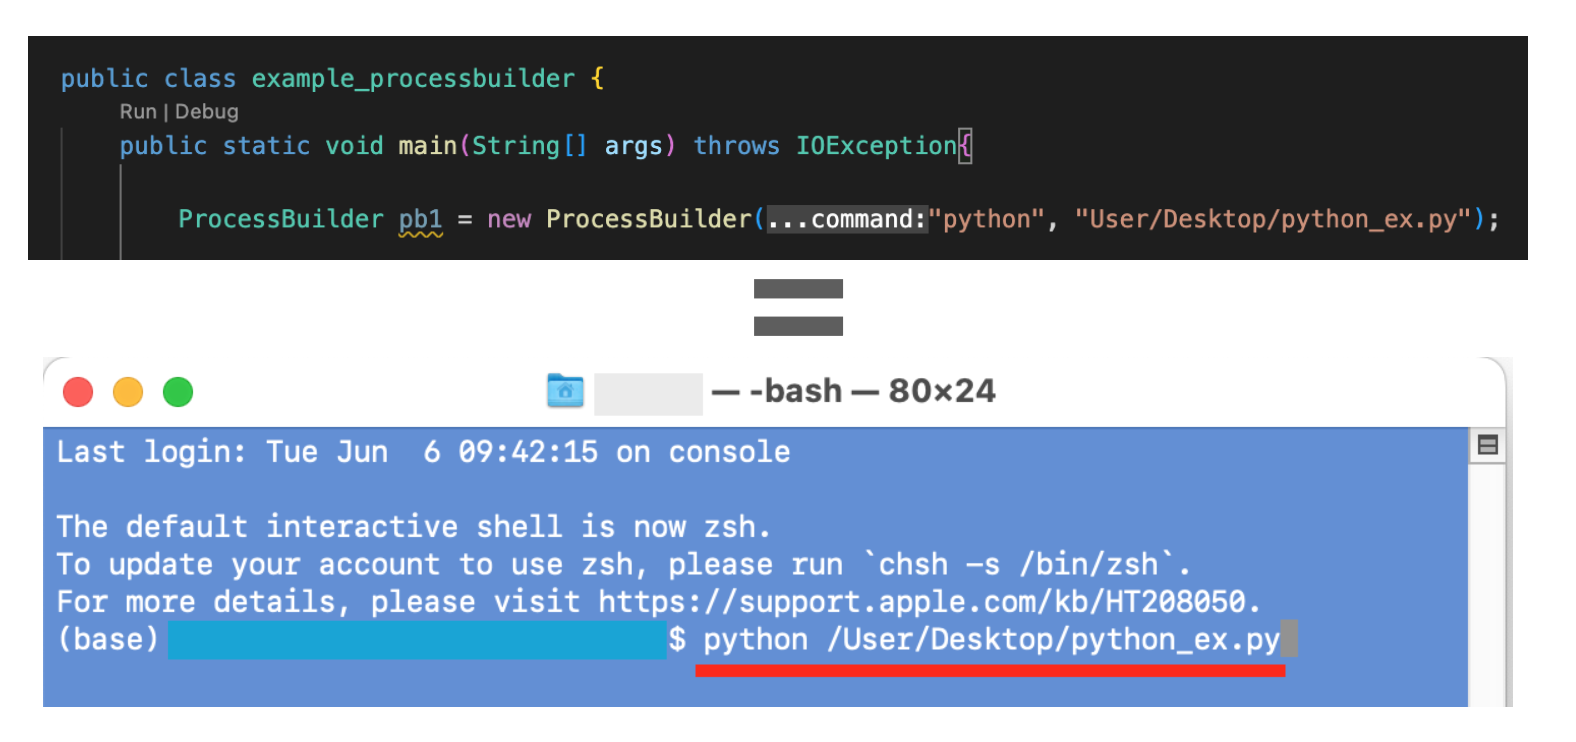 public class example_processbuilder {
Run | Debug
public static void main(String[] args) throws IOException{
ProcessBuilder pb1 = new ProcessBuilder(...command:"python", "User/Desktop/python_ex.py");
— -bash — 80×24
Last login: Tue Jun  6 09:42:15 on console
The default interactive shell is now zsh.
To update your account to use zsh, please run `chsh -s /bin/zsh`.
For more details, please visit https://support.apple.com/kb/HT208050.
(base) $ python /User/Desktop/python_ex.py